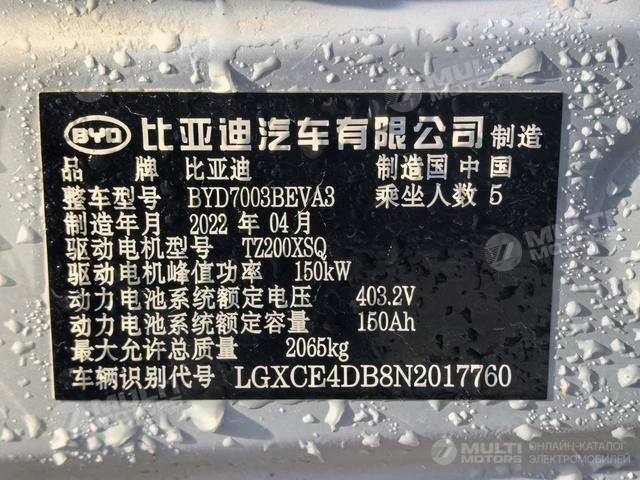 BYD 比亚迪汽车有限公司 制造
品 牌 比亚迪 制造国 中国
整车型号 BYD7003BEVA3 乘坐人数 5
制造年月 2022 年 04 月
驱动电机型号 TZ200XSQ
驱动电机峰值功率 150kW
动力电池系统额定电压 403.2V
动力电池系统额定容量 150Ah
最大允许总质量 2065kg
车辆识别代号 LGXCE4DB8N2017760
MULTI MOTORS
ОНЛАЙН-КАТАЛОГ
ЭЛЕКТРОМОБИЛЕЙ